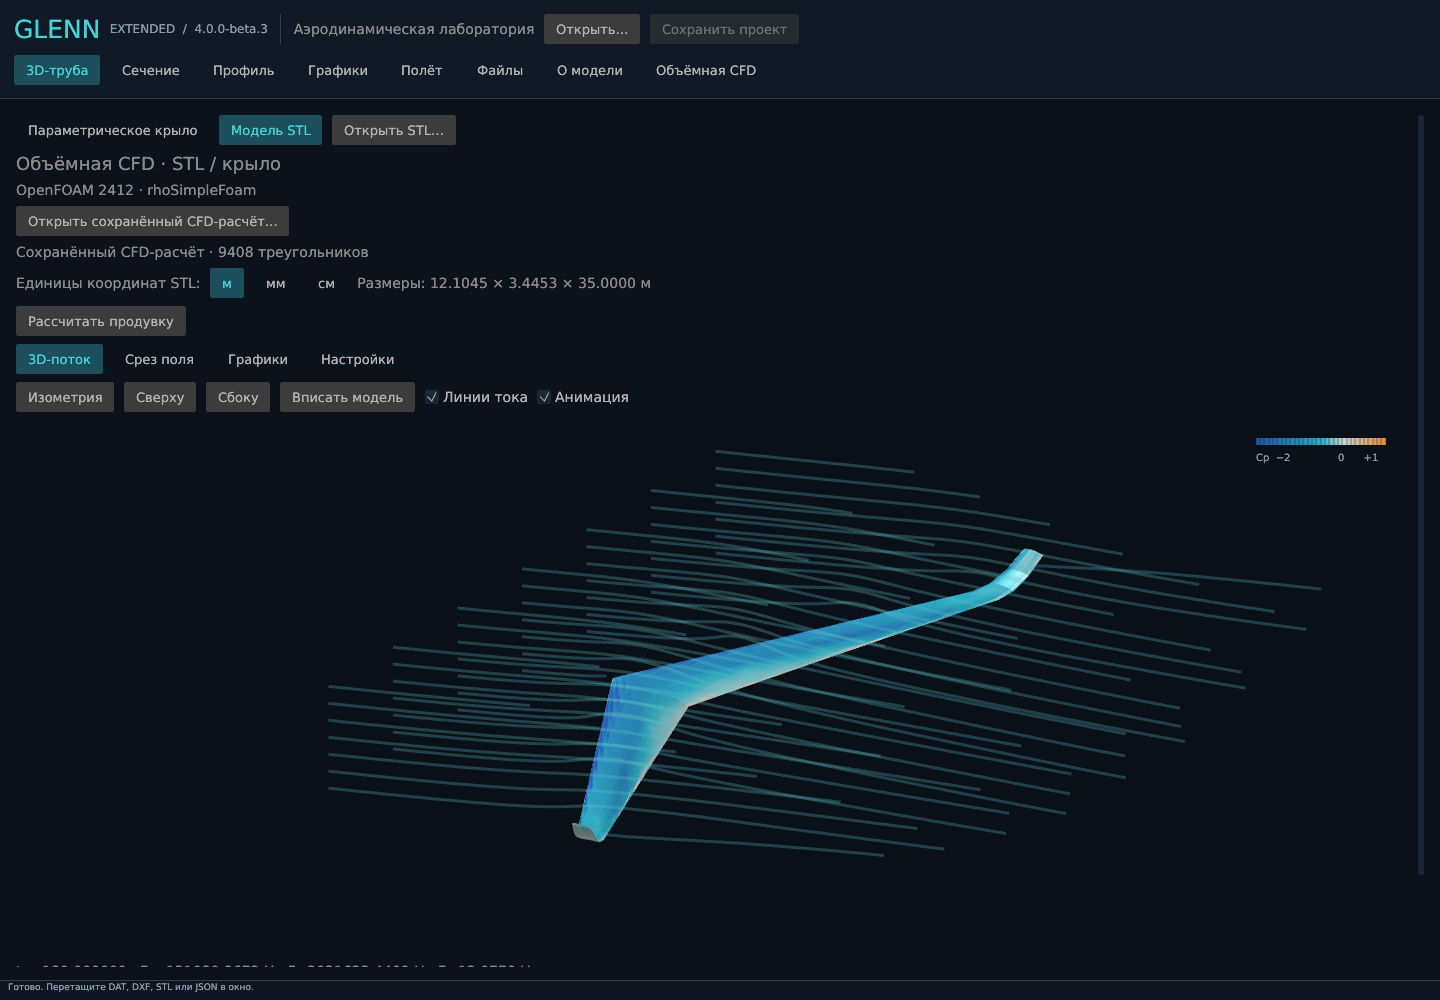 GLENN EXTENDED / 4.0.0-beta.3 Аэродинамическая лаборатория Открыть... Сохранить проект
3D-труба Сечение Профиль Графики Полёт Файлы О модели Объёмная CFD
Параметрическое крыло Модель STL Открыть STL...
Объёмная CFD · STL / крыло
OpenFOAM 2412 · rhoSimpleFoam
Открыть сохранённый CFD-расчёт...
Сохранённый CFD-расчёт · 9408 треугольников
Единицы координат STL: м мм см Размеры: 12.1045 × 3.4453 × 35.0000 м
Рассчитать продувку
3D-поток Срез поля Графики Настройки
Изометрия Сверху Сбоку Вписать модель Линии тока Анимация
Cp −2 0 +1
Готово. Перетащите DAT, DXF, STL или JSON в окно.